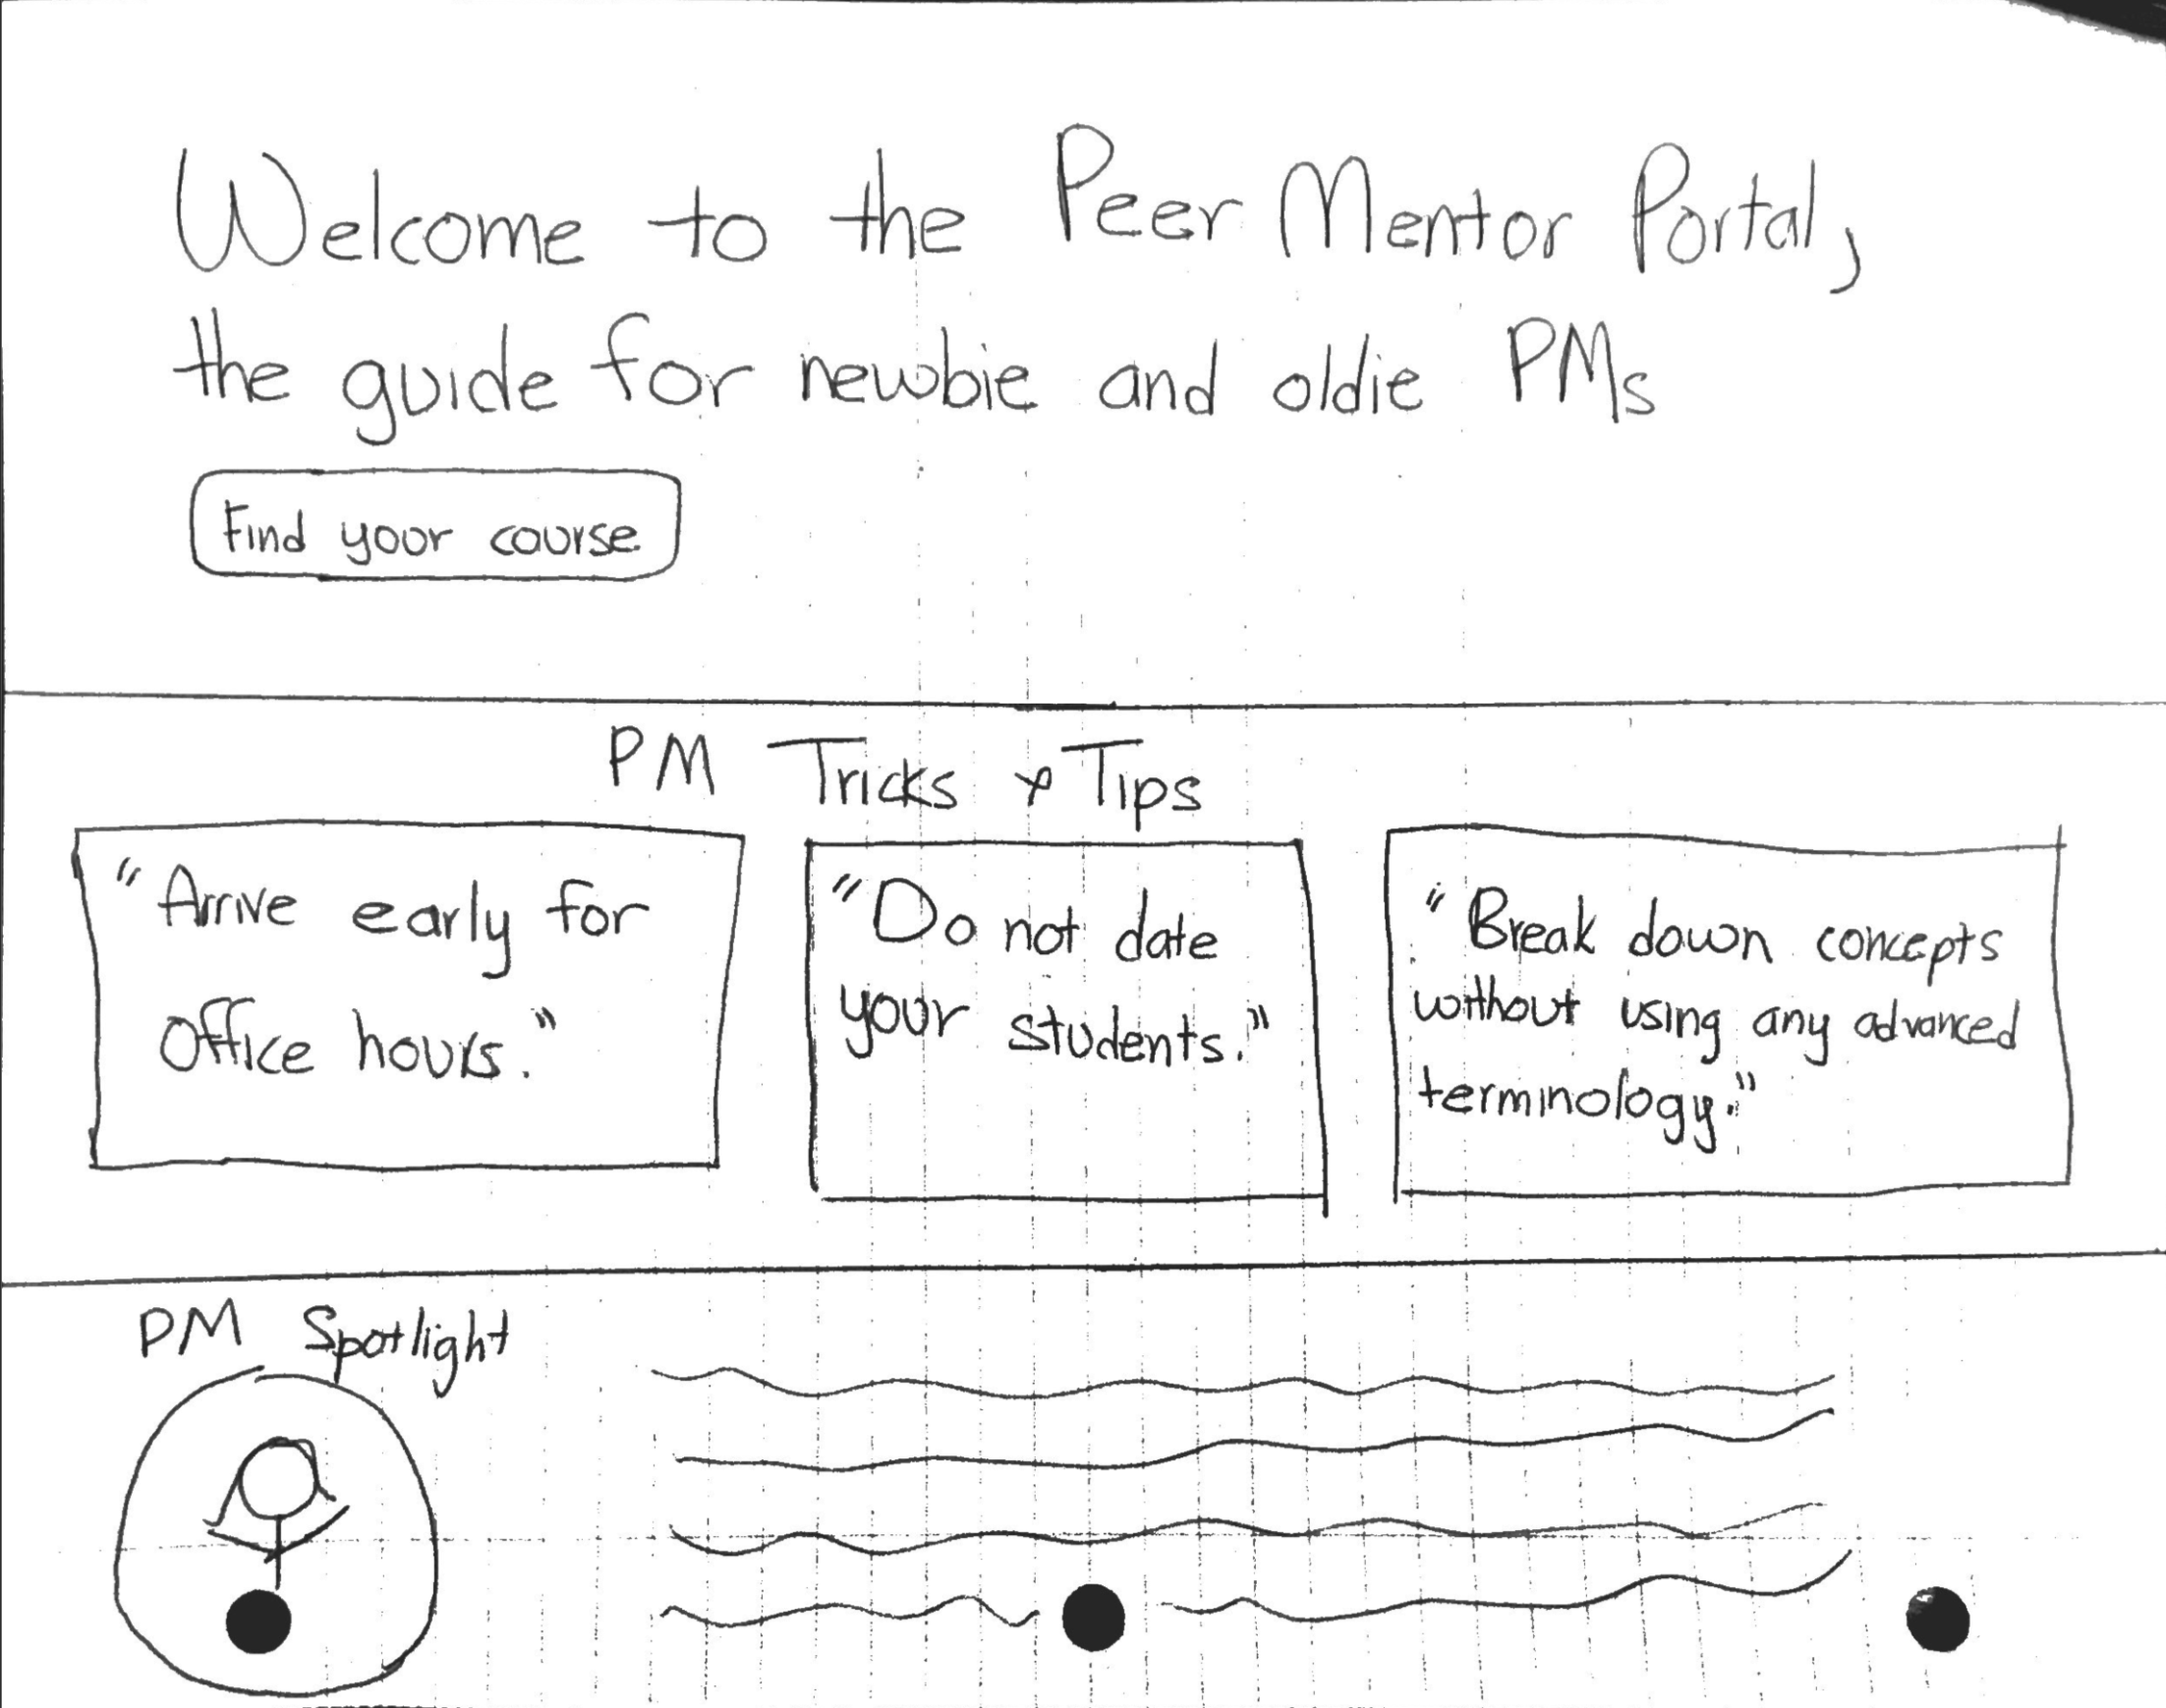 Welcome to the Peer Mentor Portal,
the guide for newbie and oldie PMs
Find your course
PM Tricks & Tips
"Arrive early for
office hours."
"Do not date
your students."
"Break down concepts
without using any advanced
terminology."
PM Spotlight